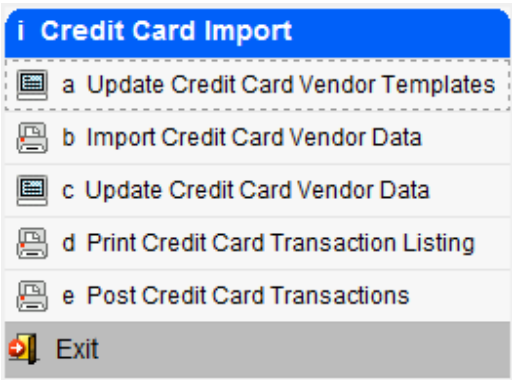 i Credit Card Import
a Update Credit Card Vendor Templates
b Import Credit Card Vendor Data
c Update Credit Card Vendor Data
d Print Credit Card Transaction Listing
e Post Credit Card Transactions
Exit